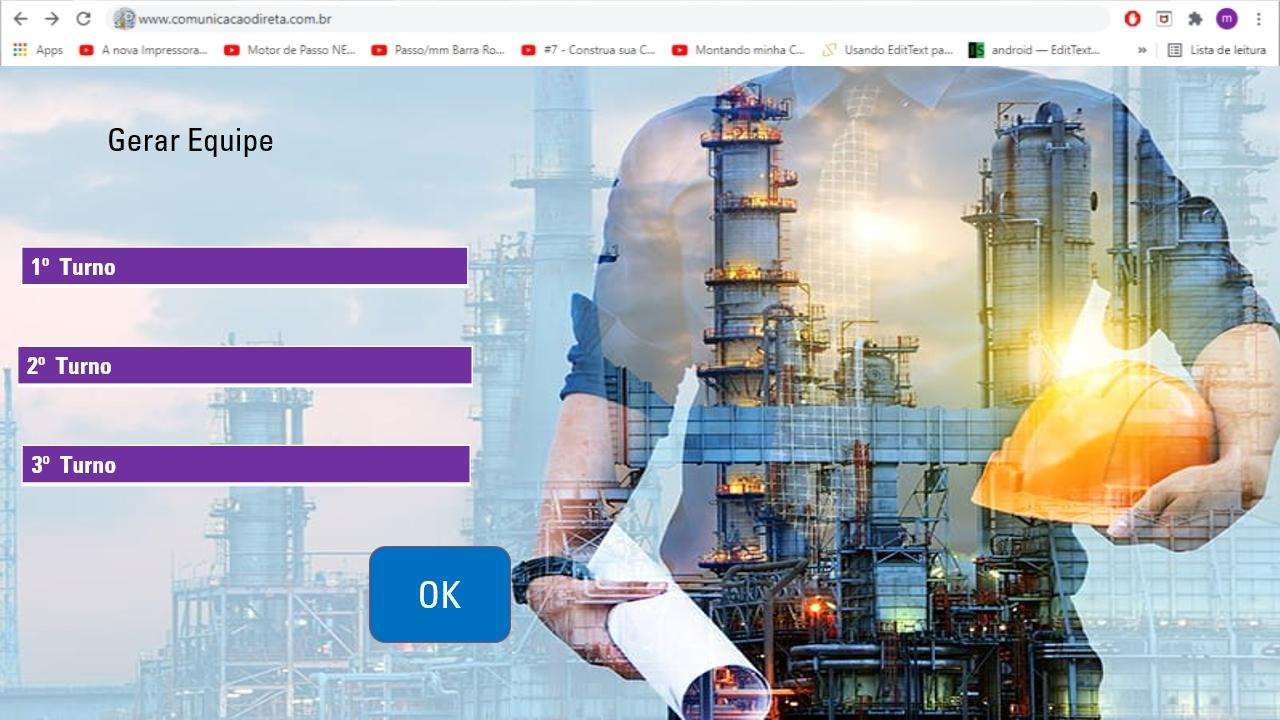 www.comunicacaodireta.com.br
Apps A nova Impressora... Motor de Passo NE... Passo/mm Barra Ro... #7 - Construa sua C... Montando minha C... Usando EditText pa... android — EditText... » Lista de leitura
m
Gerar Equipe
1º Turno
2º Turno
3º Turno
OK